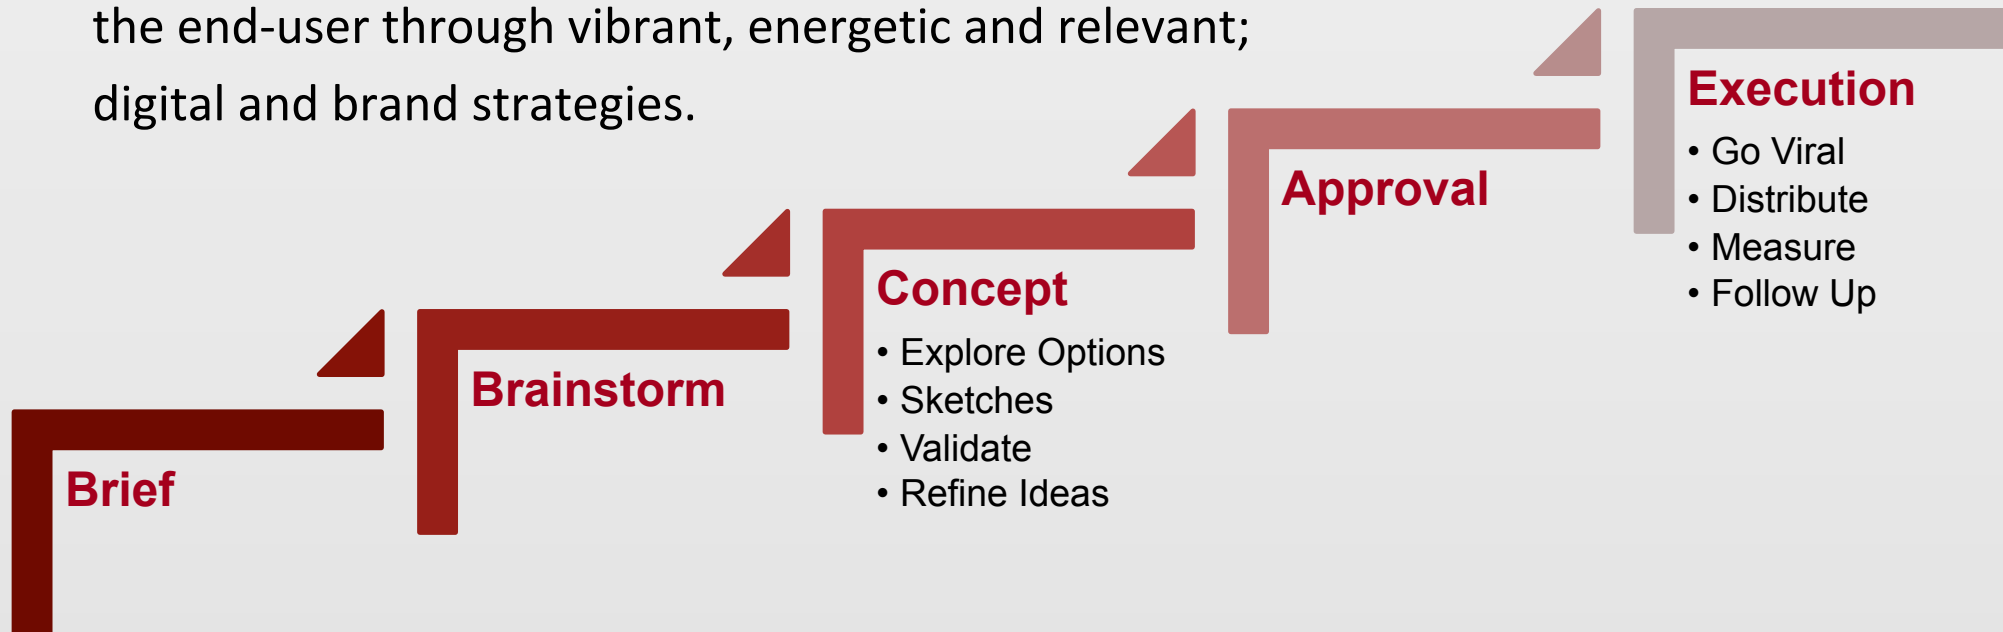 the end-user through vibrant, energetic and relevant;
digital and brand strategies.
Brief
Brainstorm
Concept
• Explore Options
• Sketches
• Validate
• Refine Ideas
Approval
Execution
• Go Viral
• Distribute
• Measure
• Follow Up